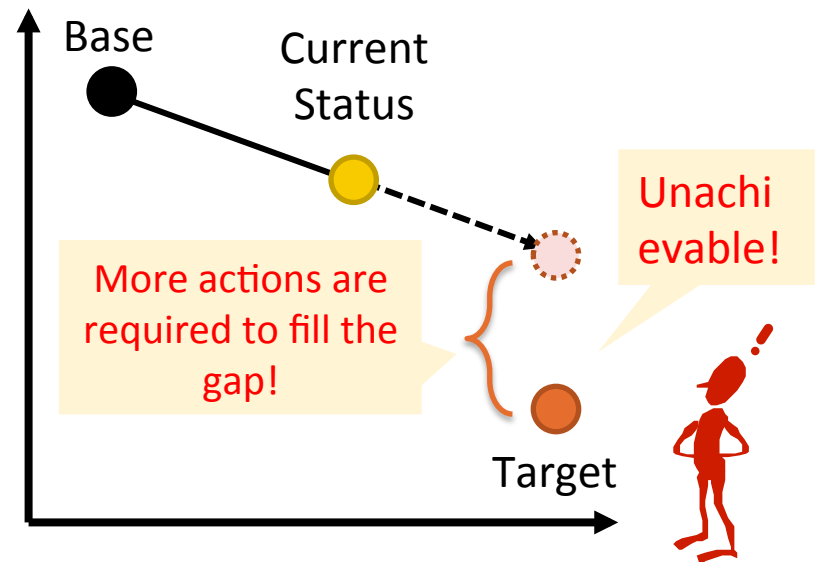 Base
Current
Status
Unachi
evable!
More actions are
required to fill the
gap!
Target